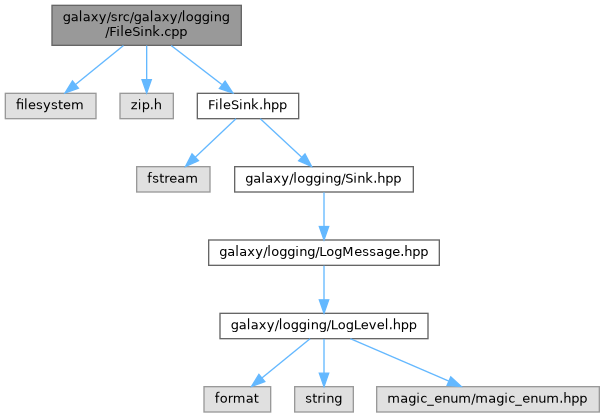 galaxy/src/galaxy/logging
/FileSink.cpp
filesystem
zip.h
FileSink.hpp
fstream
galaxy/logging/Sink.hpp
galaxy/logging/LogMessage.hpp
galaxy/logging/LogLevel.hpp
format
string
magic_enum/magic_enum.hpp